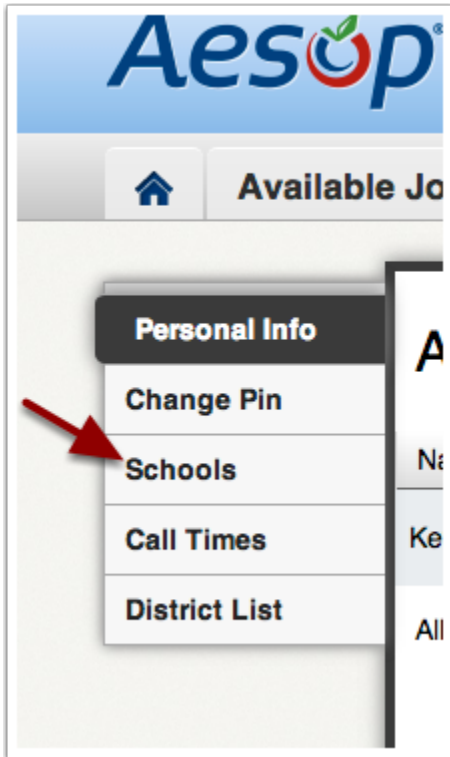 Aesop®
Available Jo
Personal Info
A
Change Pin
Schools
Na
Call Times
Ke
District List
All